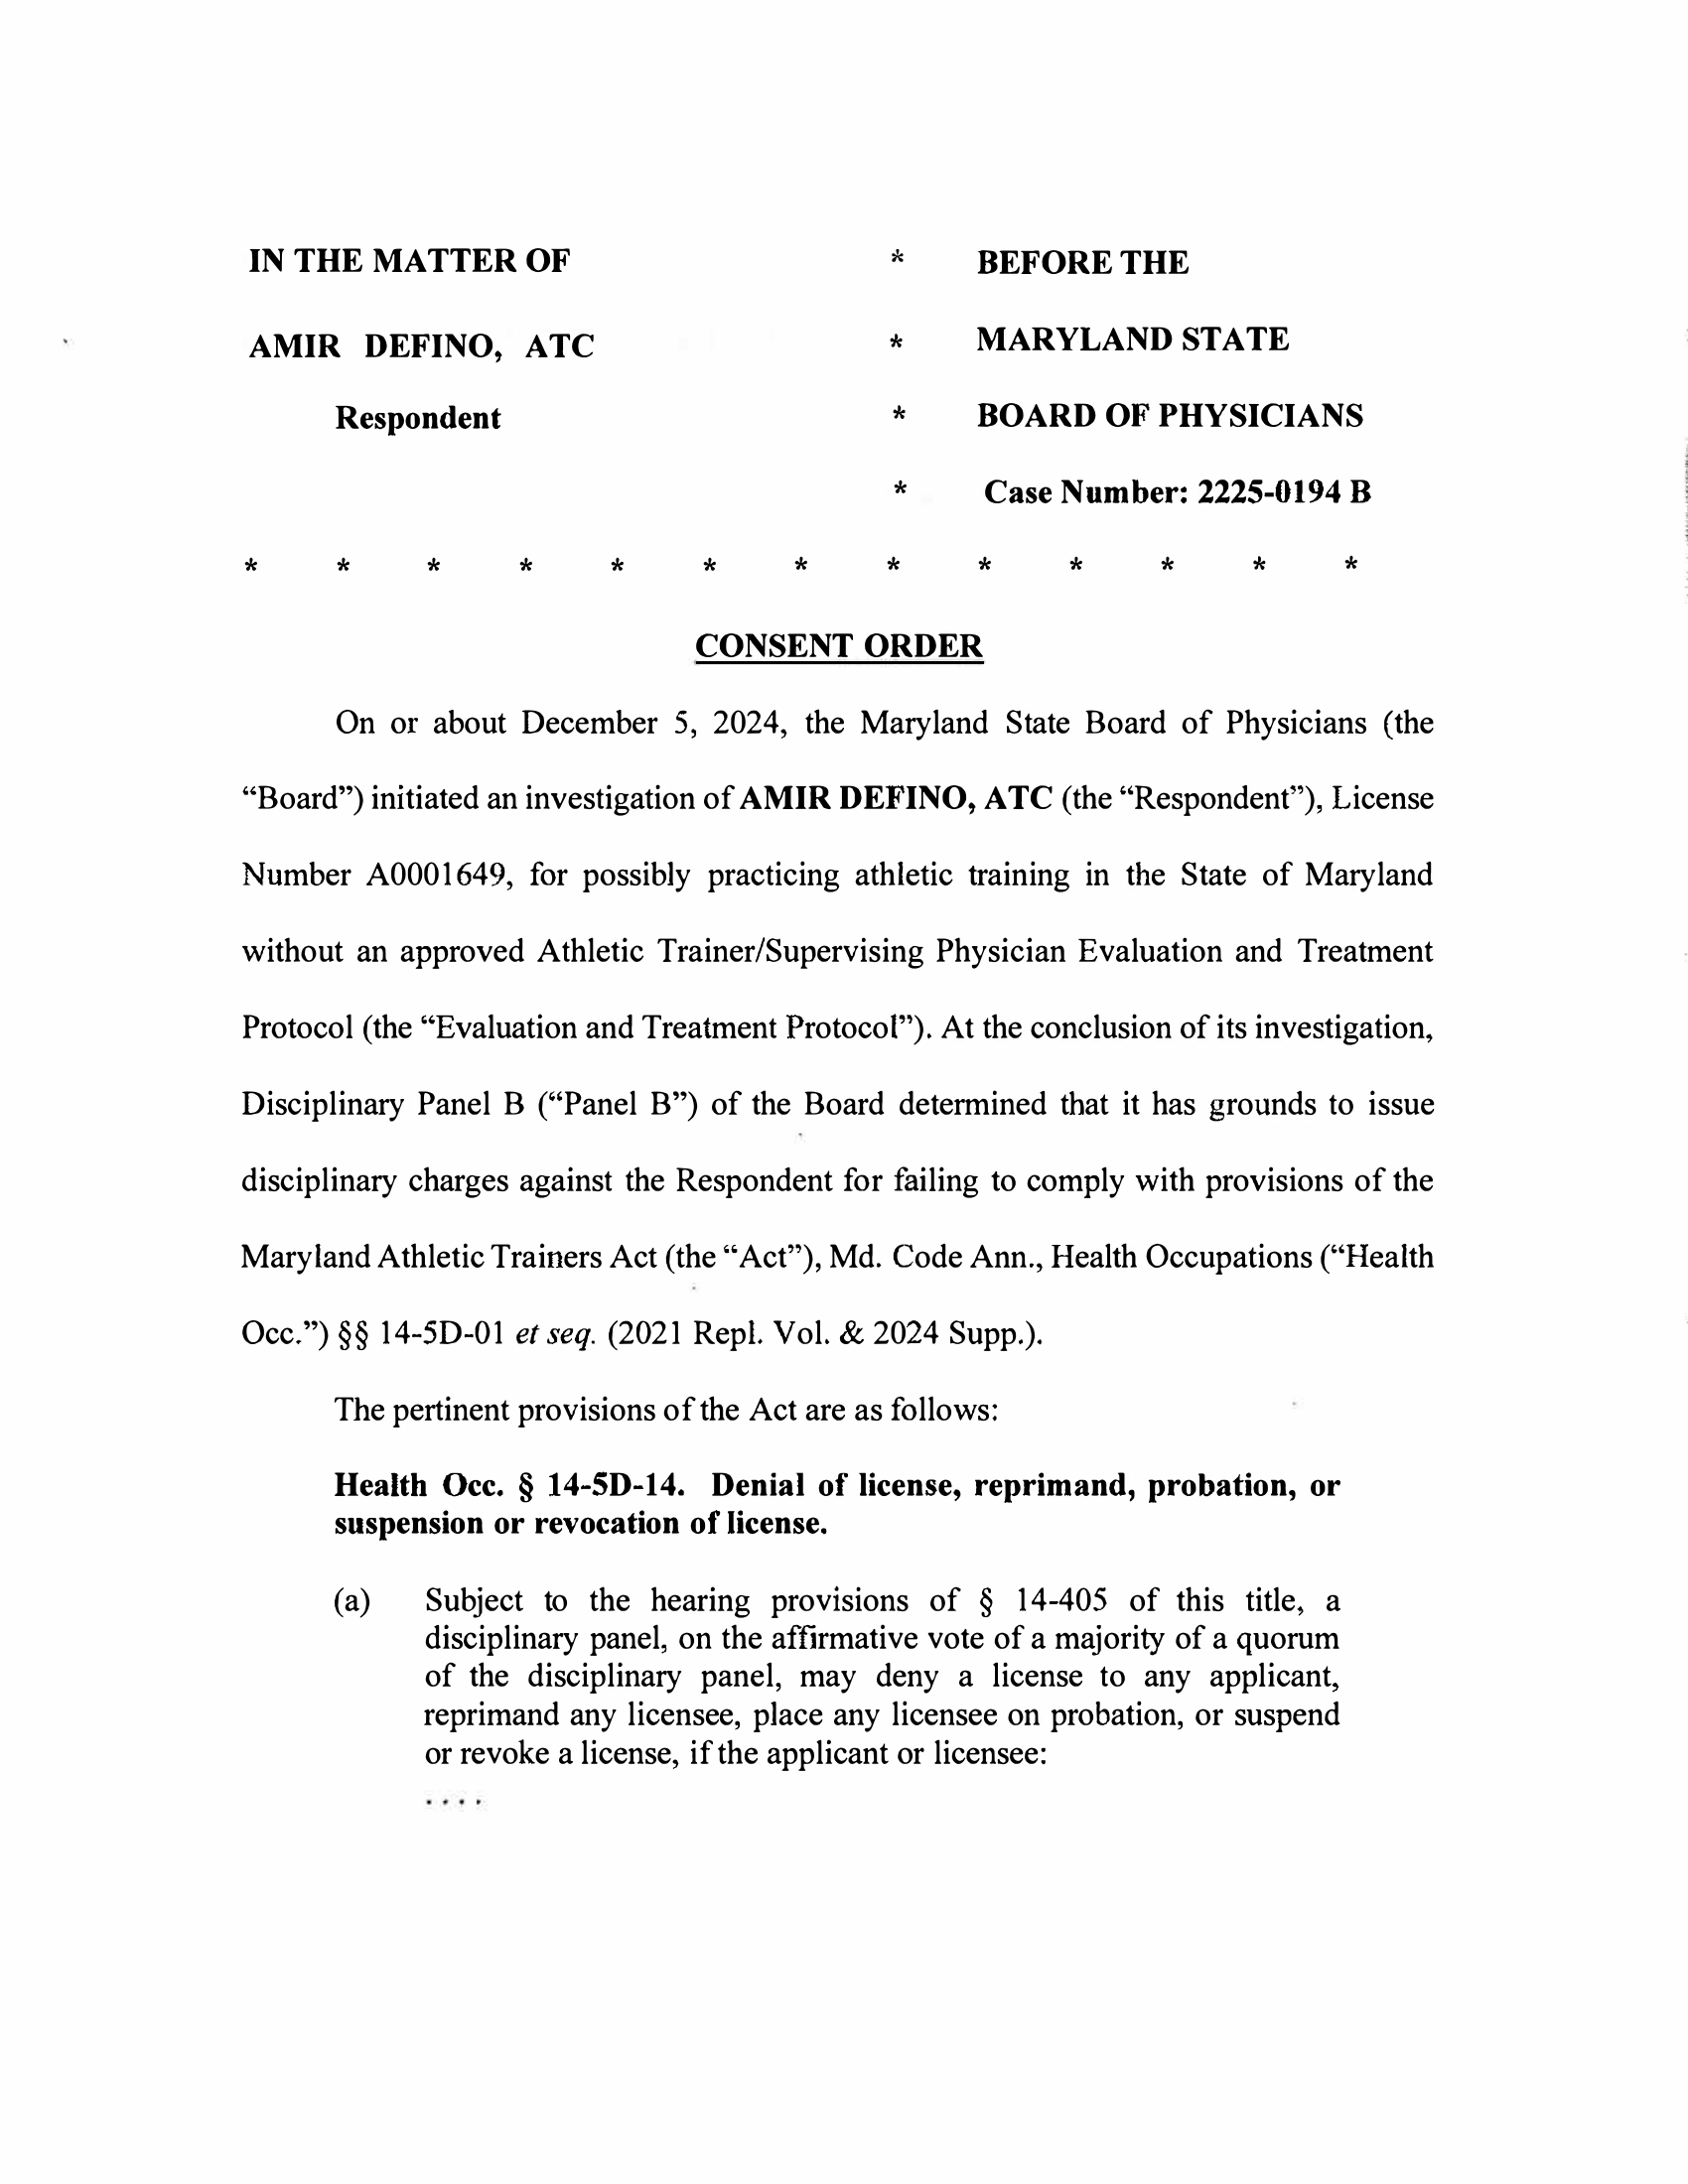 IN THE MATTER OF * BEFORE THE
AMIR DEFINO, ATC * MARYLAND STATE
Respondent * BOARD OF PHYSICIANS
* Case Number: 2225-0194 B
* * * * * * * * * * * * *
CONSENT ORDER
On or about December 5, 2024, the Maryland State Board of Physicians (the
“Board”) initiated an investigation of AMIR DEFINO, ATC (the “Respondent”), License
Number A0001649, for possibly practicing athletic training in the State of Maryland
without an approved Athletic Trainer/Supervising Physician Evaluation and Treatment
Protocol (the “Evaluation and Treatment Protocol”). At the conclusion of its investigation,
Disciplinary Panel B (“Panel B”) of the Board determined that it has grounds to issue
disciplinary charges against the Respondent for failing to comply with provisions of the
Maryland Athletic Trainers Act (the “Act”), Md. Code Ann., Health Occupations (“Health
Occ.”) §§ 14-5D-01 et seq. (2021 Repl. Vol. & 2024 Supp.).
The pertinent provisions of the Act are as follows:
Health Occ. § 14-5D-14. Denial of license, reprimand, probation, or
suspension or revocation of license.
(a) Subject to the hearing provisions of § 14-405 of this title, a
disciplinary panel, on the affirmative vote of a majority of a quorum
of the disciplinary panel, may deny a license to any applicant,
reprimand any licensee, place any licensee on probation, or suspend
or revoke a license, if the applicant or licensee:
. . . .